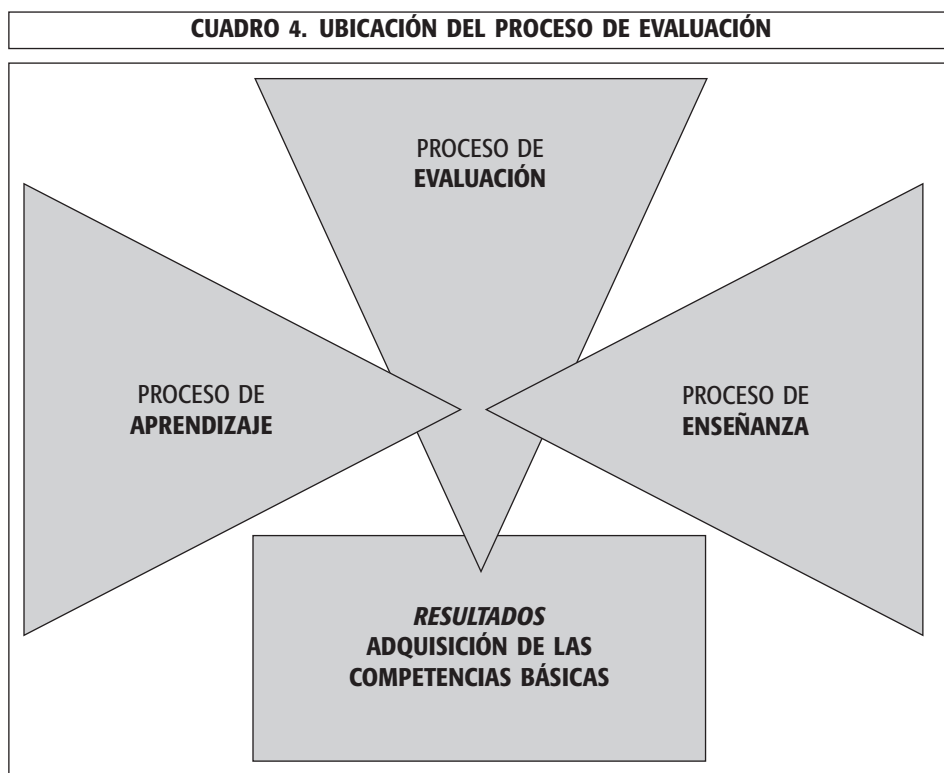 CUADRO 4. UBICACIÓN DEL PROCESO DE EVALUACIÓN
PROCESO DE
EVALUACIÓN
PROCESO DE
APRENDIZAJE
PROCESO DE
ENSEÑANZA
RESULTADOS
ADQUISICIÓN DE LAS
COMPETENCIAS BÁSICAS